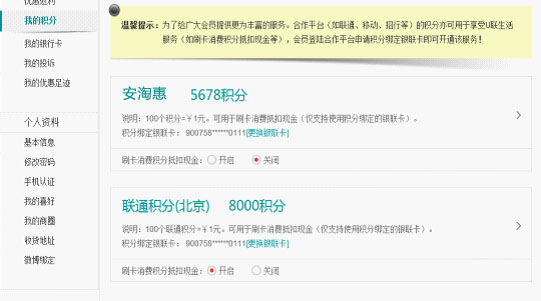 我的积分
我的银行卡
我的投诉
我的优惠足迹
个人资料
基本信息
修改密码
手机认证
我的喜好
我的商圈
收货地址
微博绑定
温馨提示:为了给广大会员提供更为丰富的服务。合作平台(如联通、移动、招行等)的积分亦可用于享受U联生活
服务(如刷卡消费积分抵扣现金等),会员登陆合作平台申请积分绑定银联卡即可开通该服务!
安淘惠 5678积分
说明:100个积分=￥1元。可用于刷卡消费抵扣现金(仅支持使用积分绑定的银联卡)。
积分绑定银联卡: 900758******0111[更换银联卡]
刷卡消费积分抵扣现金: 开启 关闭
联通积分(北京) 8000积分
说明:100个联通积分=￥1元。可用于刷卡消费抵扣现金(仅支持使用积分绑定的银联卡)。
积分绑定银联卡: 900758******0111[更换银联卡]
刷卡消费积分抵扣现金: 开启 关闭